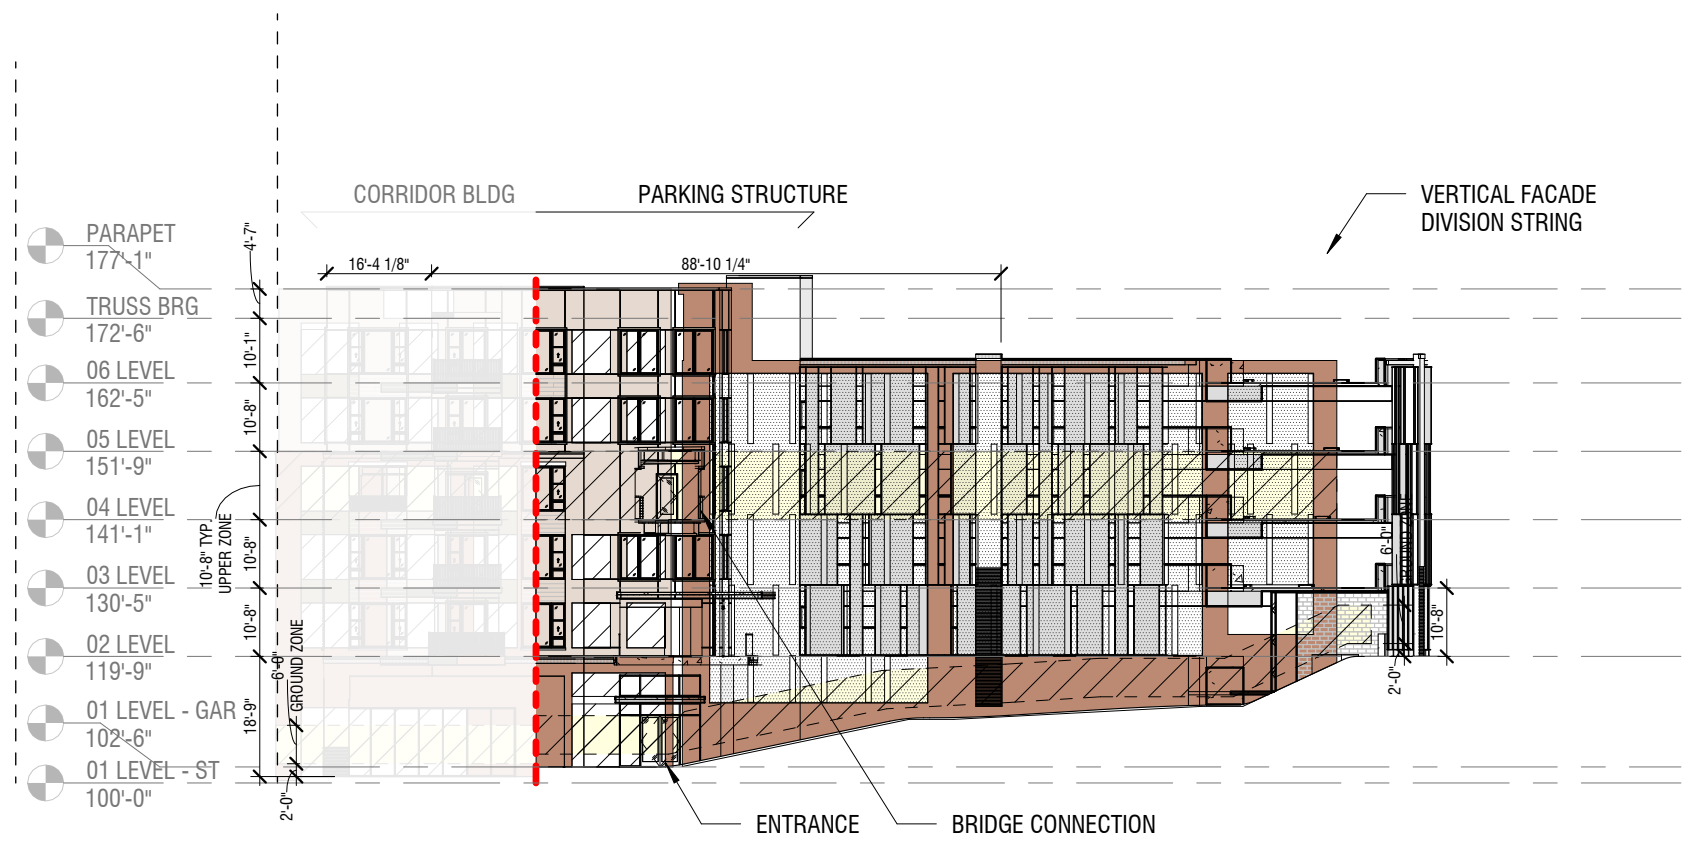 CORRIDOR BLDG
PARKING STRUCTURE
VERTICAL FACADE
DIVISION STRING
PARAPET
177'-1"
TRUSS BRG
172'-6"
06 LEVEL
162'-5"
05 LEVEL
151'-9"
04 LEVEL
141'-1"
03 LEVEL
130'-5"
02 LEVEL
119'-9"
01 LEVEL - GAR
102'-6"
01 LEVEL - ST
100'-0"
16'-4 1/8"
88'-10 1/4"
4'-7"
10'-1"
10'-8"
10'-8" TYP.
UPPER ZONE
10'-8"
10'-8"
18'-9"
6'-0"
GROUND ZONE
2'-0"
6'-0"
GROUND ZONE
10'-8"
2'-0"
ENTRANCE
BRIDGE CONNECTION